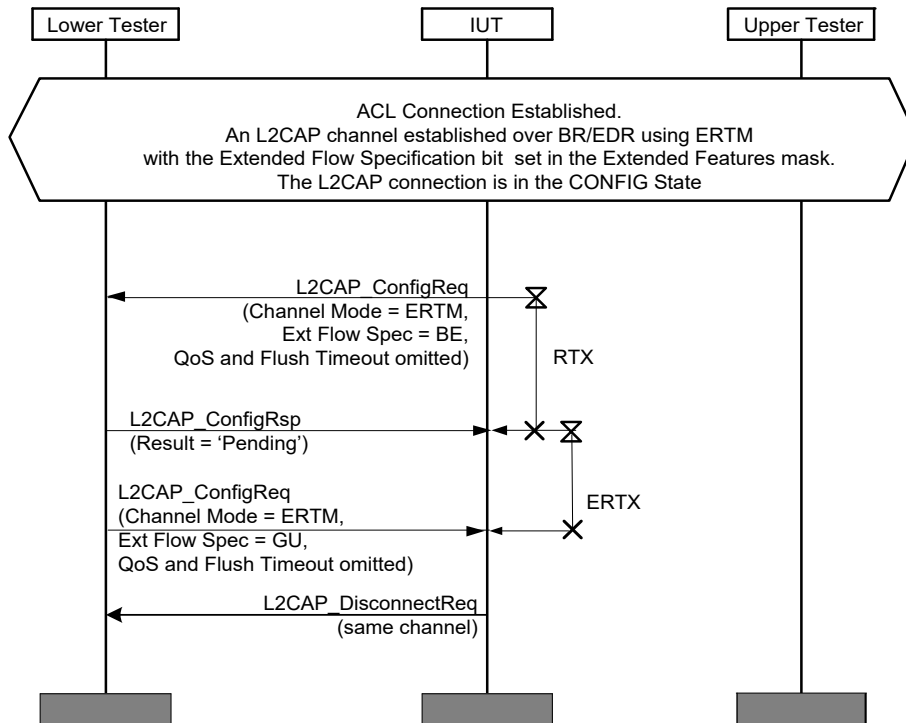 Lower Tester
IUT
Upper Tester
ACL Connection Established.
An L2CAP channel established over BR/EDR using ERTM
with the Extended Flow Specification bit set in the Extended Features mask.
The L2CAP connection is in the CONFIG State
L2CAP_ConfigReq
(Channel Mode = ERTM,
Ext Flow Spec = BE,
QoS and Flush Timeout omitted)
RTX
L2CAP_ConfigRsp
(Result = ‘Pending’)
L2CAP_ConfigReq
(Channel Mode = ERTM,
Ext Flow Spec = GU,
QoS and Flush Timeout omitted)
ERTX
L2CAP_DisconnectReq
(same channel)